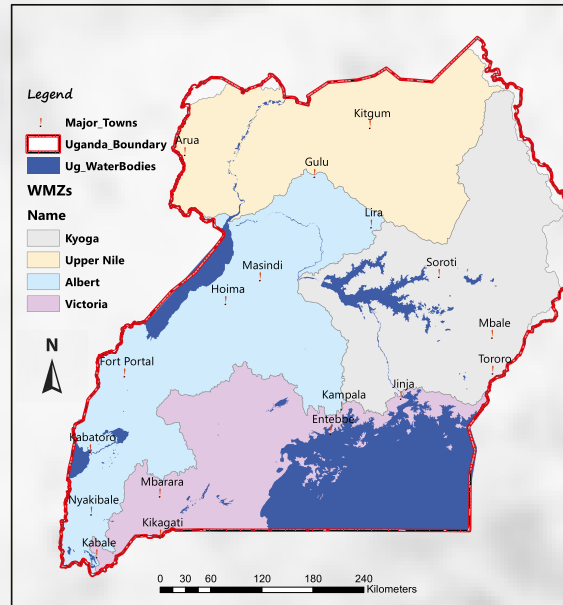 Legend
Major_Towns
Uganda_Boundary
Ug_WaterBodies
WMZs
Name
Kyoga
Upper Nile
Albert
Victoria
N
Kitgum
Arua
Gulu
Lira
Masindi
Soroti
Hoima
Mbale
Fort Portal
Tororo
Jinja
Kampala
Entebbe
Kabatoro
Mbarara
Nyakibale
Kikagati
Kabale
0 30 60 120 180 240
Kilometers